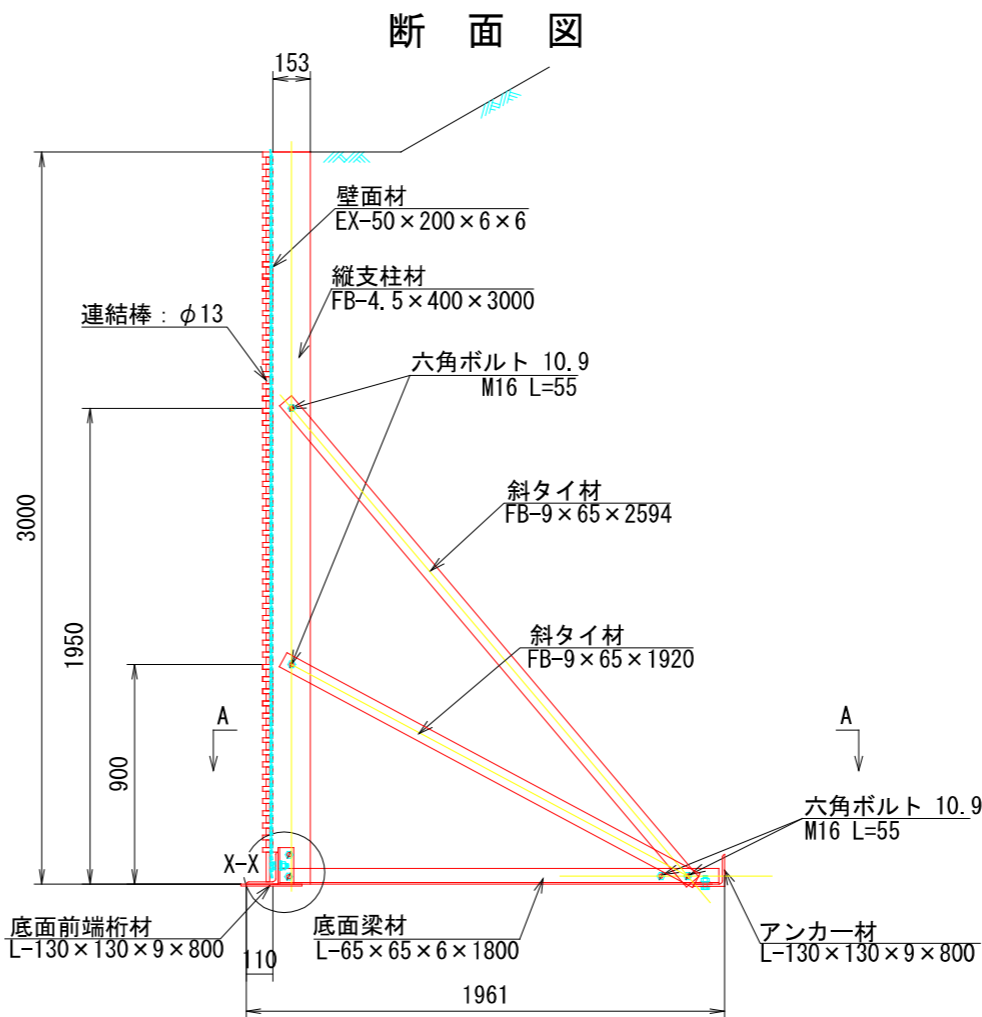 断面図
153
壁面材
EX-50×200×6×6
縦支柱材
FB-4.5×400×3000
連結棒：φ13
六角ボルト 10.9
M16 L=55
斜タイ材
FB-9×65×2594
3000
1950
斜タイ材
FB-9×65×1920
900
A
A
六角ボルト 10.9
M16 L=55
X-X
底面前端桁材
L-130×130×9×800
底面梁材
L-65×65×6×1800
アンカー材
L-130×130×9×800
110
1961